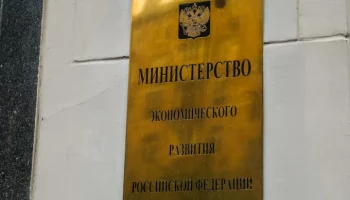 МИНИСТЕРСТВО
ЭКОНОМИЧЕСКОГО
РАЗВИТИЯ
РОССИЙСКОЙ ФЕДЕРАЦИИ